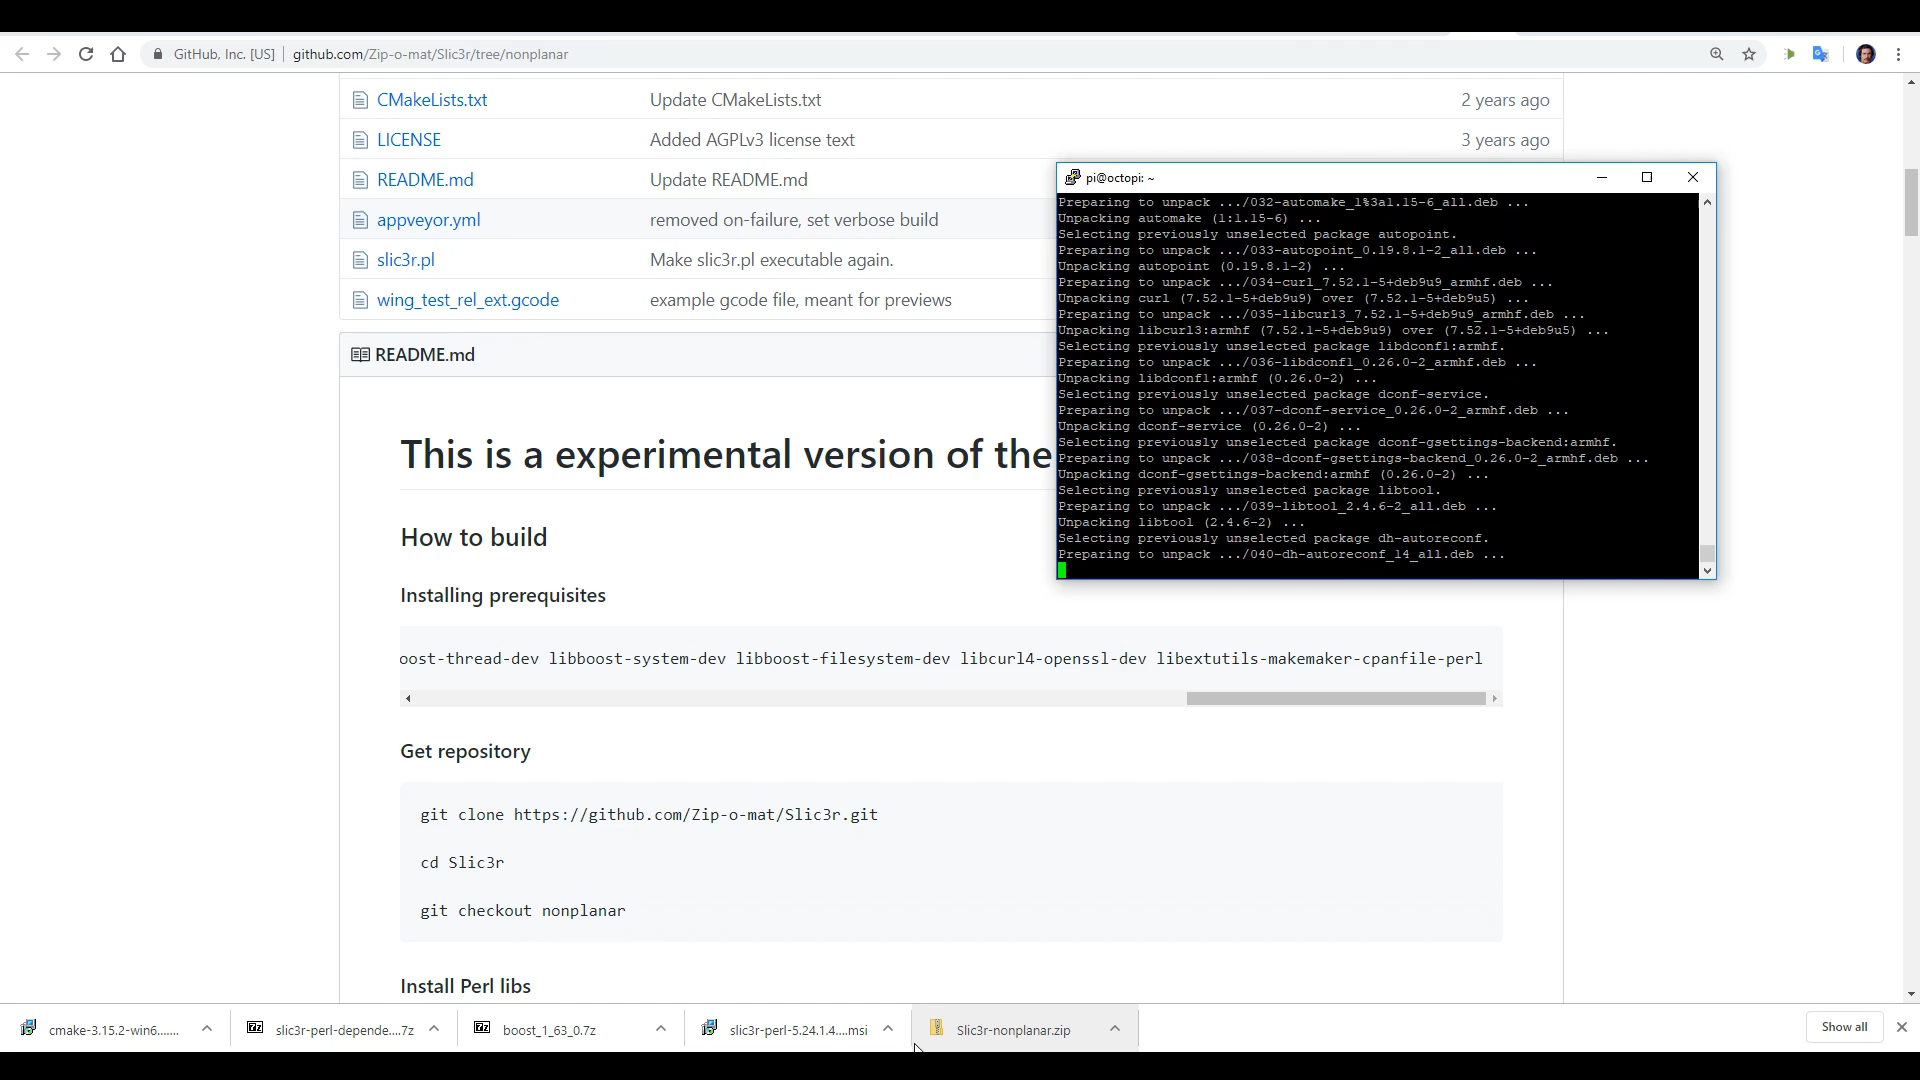 GitHub, Inc. [US] | github.com/Zip-o-mat/Slic3r/tree/nonplanar
CMakeLists.txt Update CMakeLists.txt 2 years ago
LICENSE Added AGPLv3 license text 3 years ago
README.md Update README.md
appveyor.yml removed on-failure, set verbose build
slic3r.pl Make slic3r.pl executable again.
wing_test_rel_ext.gcode example gcode file, meant for previews
README.md
This is a experimental version of the
How to build
Installing prerequisites
oost-thread-dev libboost-system-dev libboost-filesystem-dev libcurl4-openssl-dev libextutils-makemaker-cpanfile-perl
Get repository
git clone https://github.com/Zip-o-mat/Slic3r.git
cd Slic3r
git checkout nonplanar
Install Perl libs
pi@octopi: ~
Preparing to unpack .../032-automake_1%3a1.15-6_all.deb ...
Unpacking automake (1:1.15-6) ...
Selecting previously unselected package autopoint.
Preparing to unpack .../033-autopoint_0.19.8.1-2_all.deb ...
Unpacking autopoint (0.19.8.1-2) ...
Preparing to unpack .../034-curl_7.52.1-5+deb9u9_armhf.deb ...
Unpacking curl (7.52.1-5+deb9u9) over (7.52.1-5+deb9u5) ...
Preparing to unpack .../035-libcurl3_7.52.1-5+deb9u9_armhf.deb ...
Unpacking libcurl3:armhf (7.52.1-5+deb9u9) over (7.52.1-5+deb9u5) ...
Selecting previously unselected package libdconf1:armhf.
Preparing to unpack .../036-libdconf1_0.26.0-2_armhf.deb ...
Unpacking libdconf1:armhf (0.26.0-2) ...
Selecting previously unselected package dconf-service.
Preparing to unpack .../037-dconf-service_0.26.0-2_armhf.deb ...
Unpacking dconf-service (0.26.0-2) ...
Selecting previously unselected package dconf-gsettings-backend:armhf.
Preparing to unpack .../038-dconf-gsettings-backend_0.26.0-2_armhf.deb ...
Unpacking dconf-gsettings-backend:armhf (0.26.0-2) ...
Selecting previously unselected package libtool.
Preparing to unpack .../039-libtool_2.4.6-2_all.deb ...
Unpacking libtool (2.4.6-2) ...
Selecting previously unselected package dh-autoreconf.
Preparing to unpack .../040-dh-autoreconf_14_all.deb ...
cmake-3.15.2-win6....... slic3r-perl-depende....7z boost_1_63_0.7z slic3r-perl-5.24.1.4....msi Slic3r-nonplanar.zip Show all